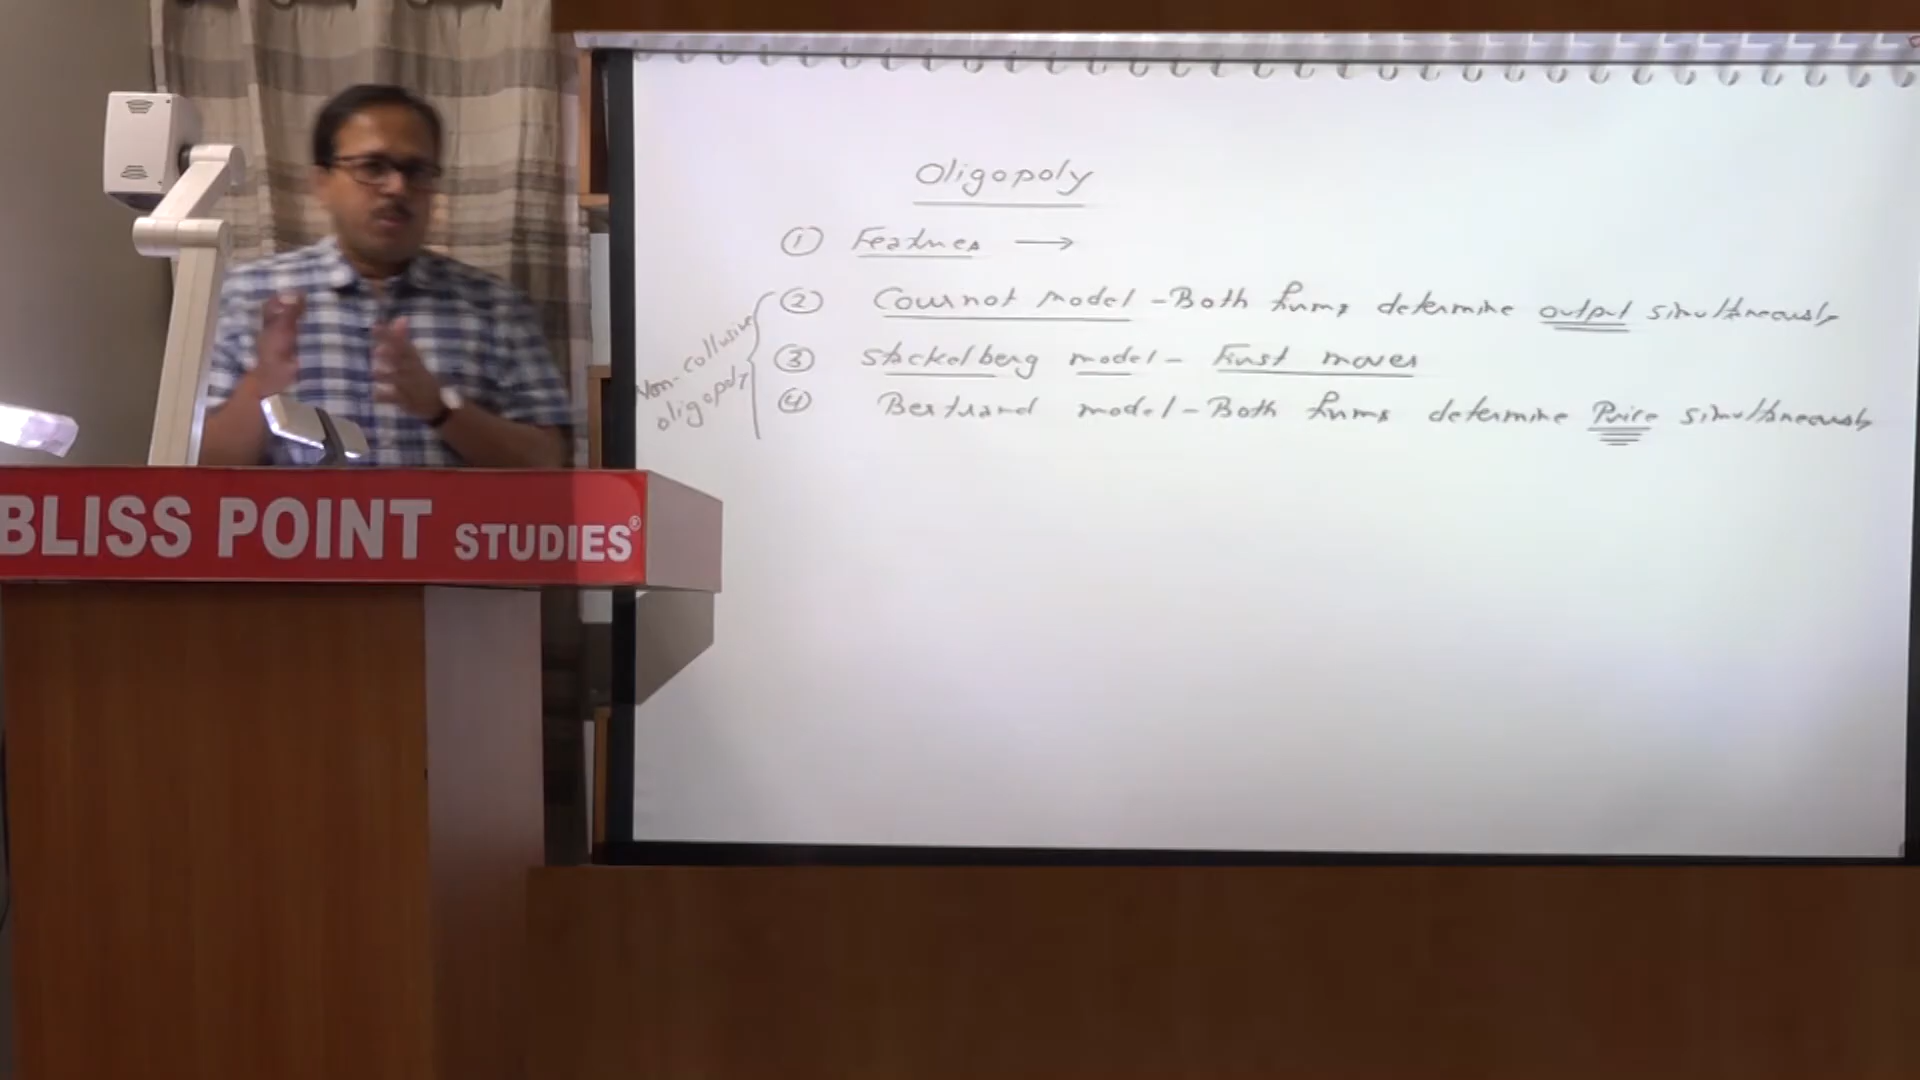 Oligopoly
① Features →
② Cournot model - Both firms determine output simultaneously
③ Stackelberg model - First moves
④ Bertrand model - Both firms determine Price simultaneously
Non-collusive
oligopoly
BLISS POINT STUDIES®